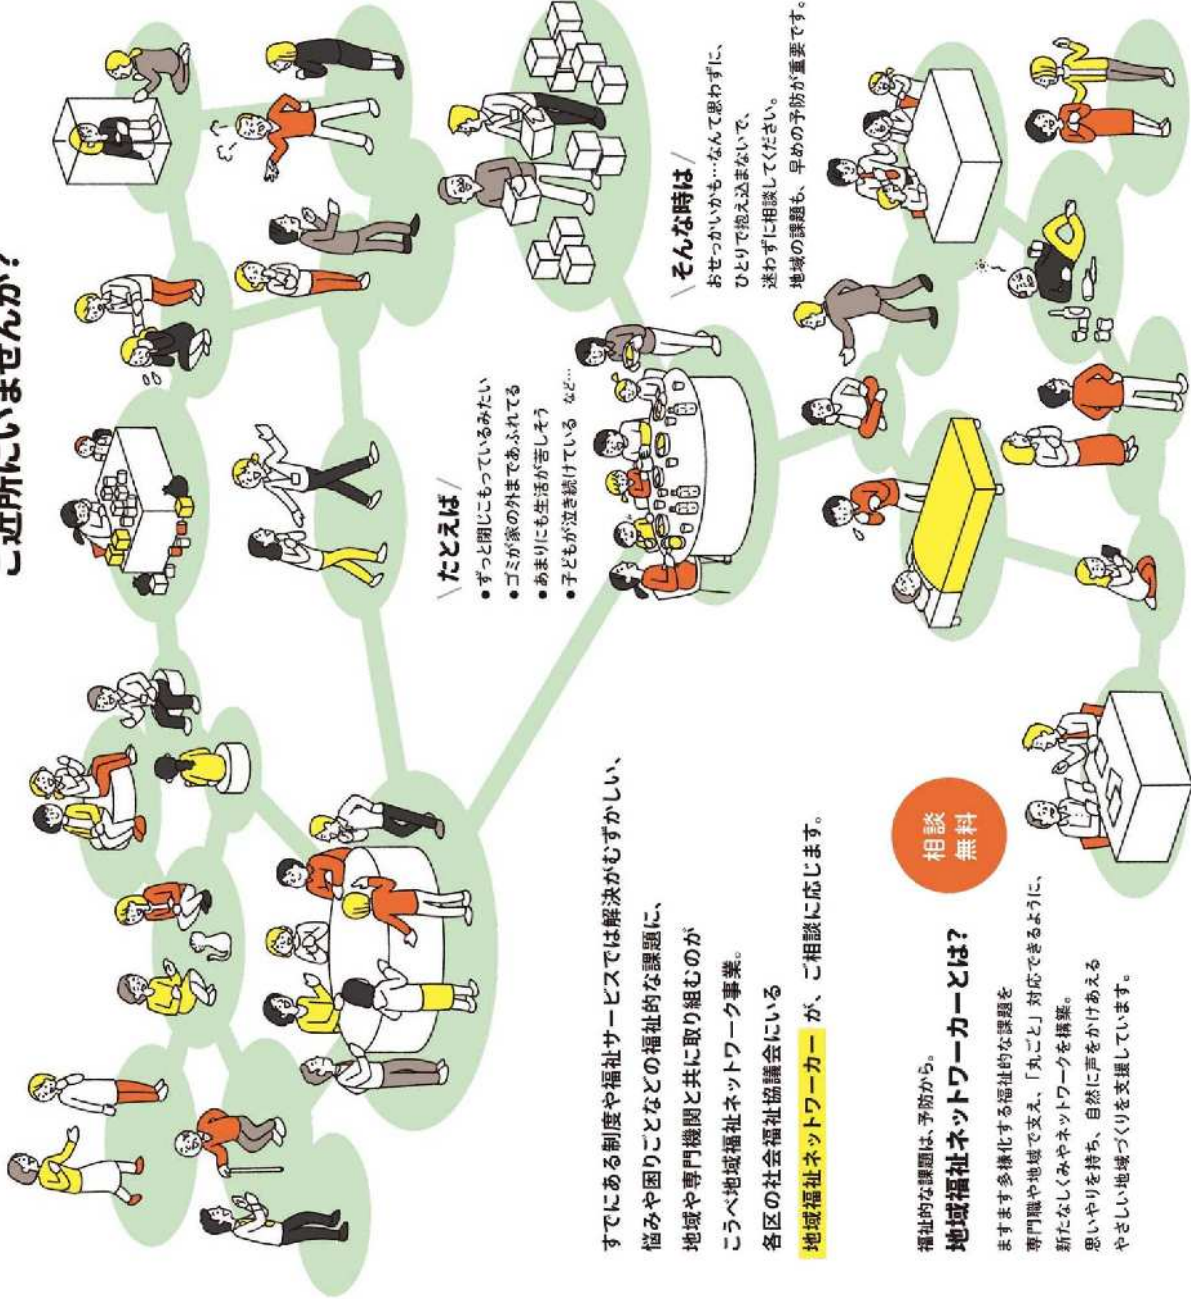 ご近所にいませんか?
\ たとえば /
● ずっと閉じこもっているみたい
● ゴミが家の外まであふれてる
● あまりにも生活が苦しそう
● 子どもが泣き続けている など…
\ そんな時は /
おせっかいかも…なんて思わずに、
ひとりで抱え込まないで、
迷わずに相談してください。
地域の課題も、早めの予防が重要です。
すでにある制度や福祉サービスでは解決がむずかしい、
悩みや困りごとなどの福祉的な課題に、
地域や専門機関と共に取り組むのが
こうべ地域福祉ネットワーク事業。
各区の社会福祉協議会にいる
地域福祉ネットワーカー が、ご相談に応じます。
福祉的な課題は、予防から。
地域福祉ネットワーカーとは?
相談
無料
ますます多様化する福祉的な課題を
専門職や地域で支え、「丸ごと」対応できるように、
新たなしくみやネットワークを構築。
思いやりを持ち、自然に声をかけあえる
やさしい地域づくりを支援しています。